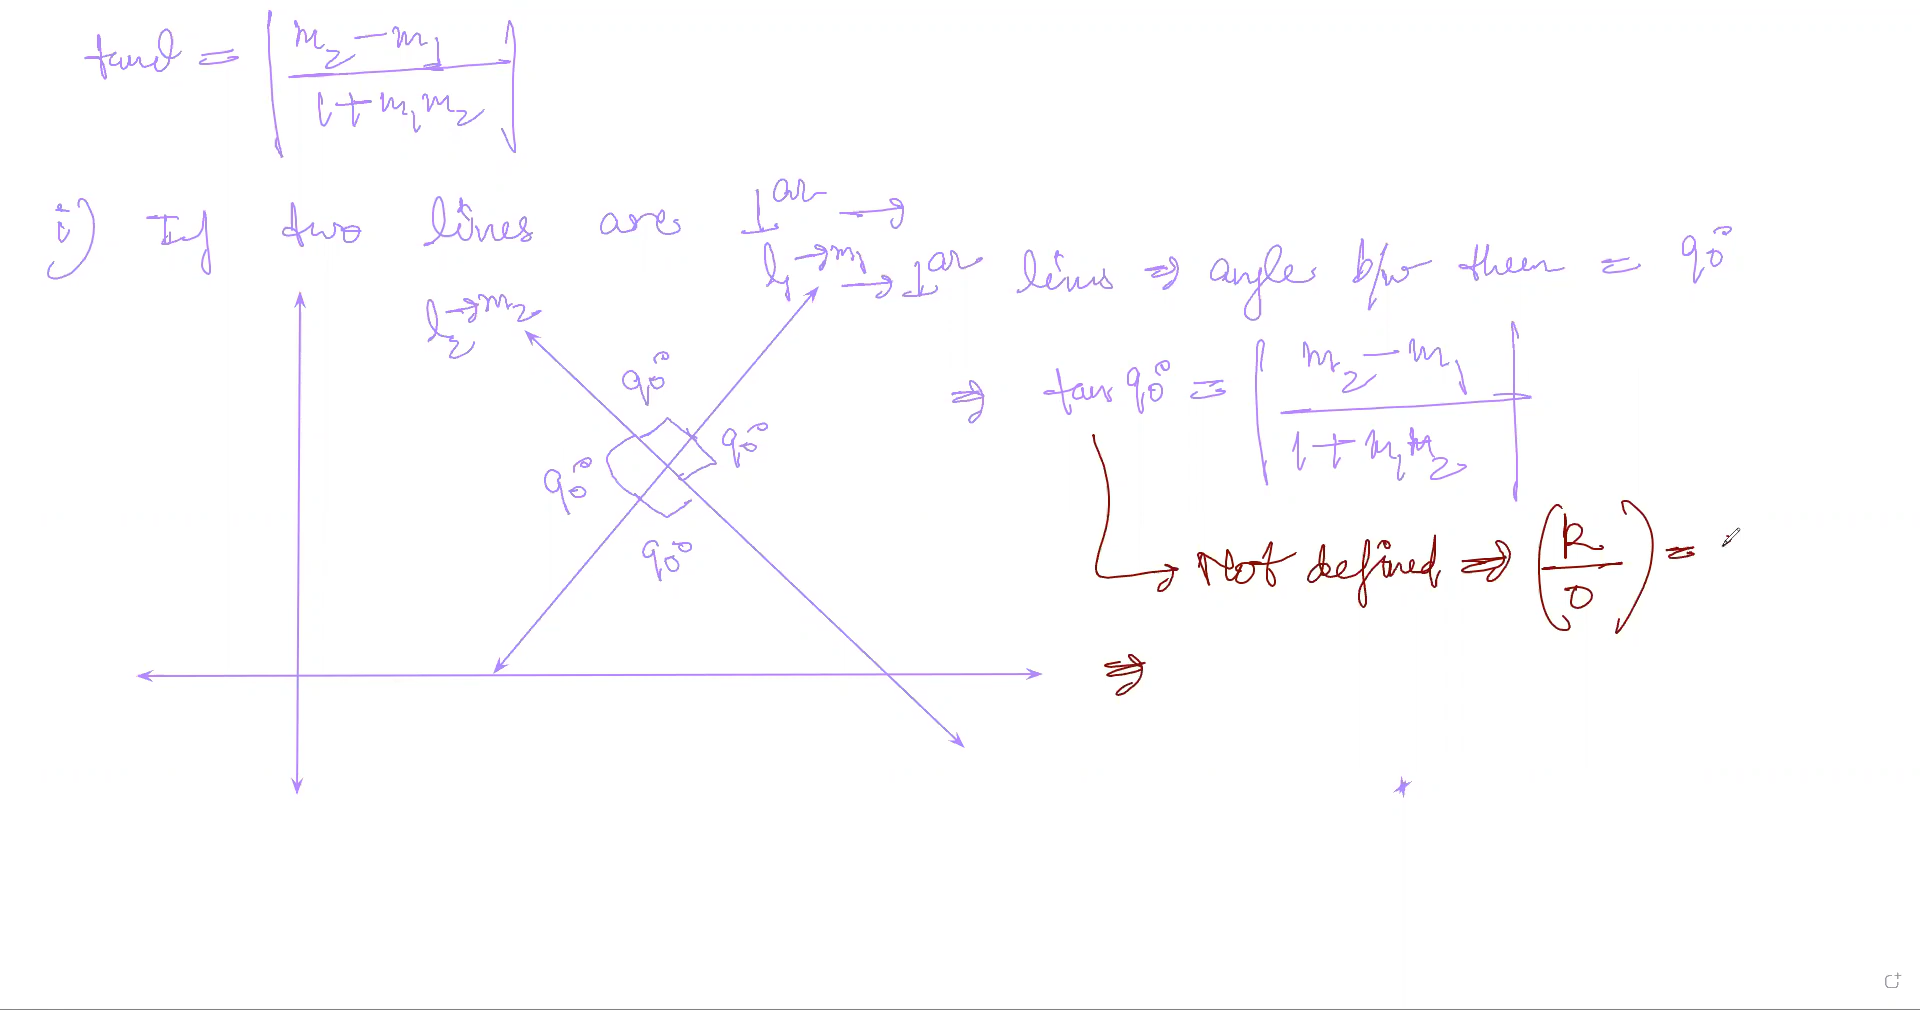 tanθ = | (m₂ - m₁) / (1 + m₁m₂) |
i) If two lines are ⊥ar →
l₁ → m₁ → ⊥ar lines ⇒ angles b/w them = 90°
l₂ → m₂
90°
90°
90°
90°
⇒ tan 90° = | (m₂ - m₁) / (1 + m₁m₂) |
→ Not defined ⇒ (k/0) =
⇒